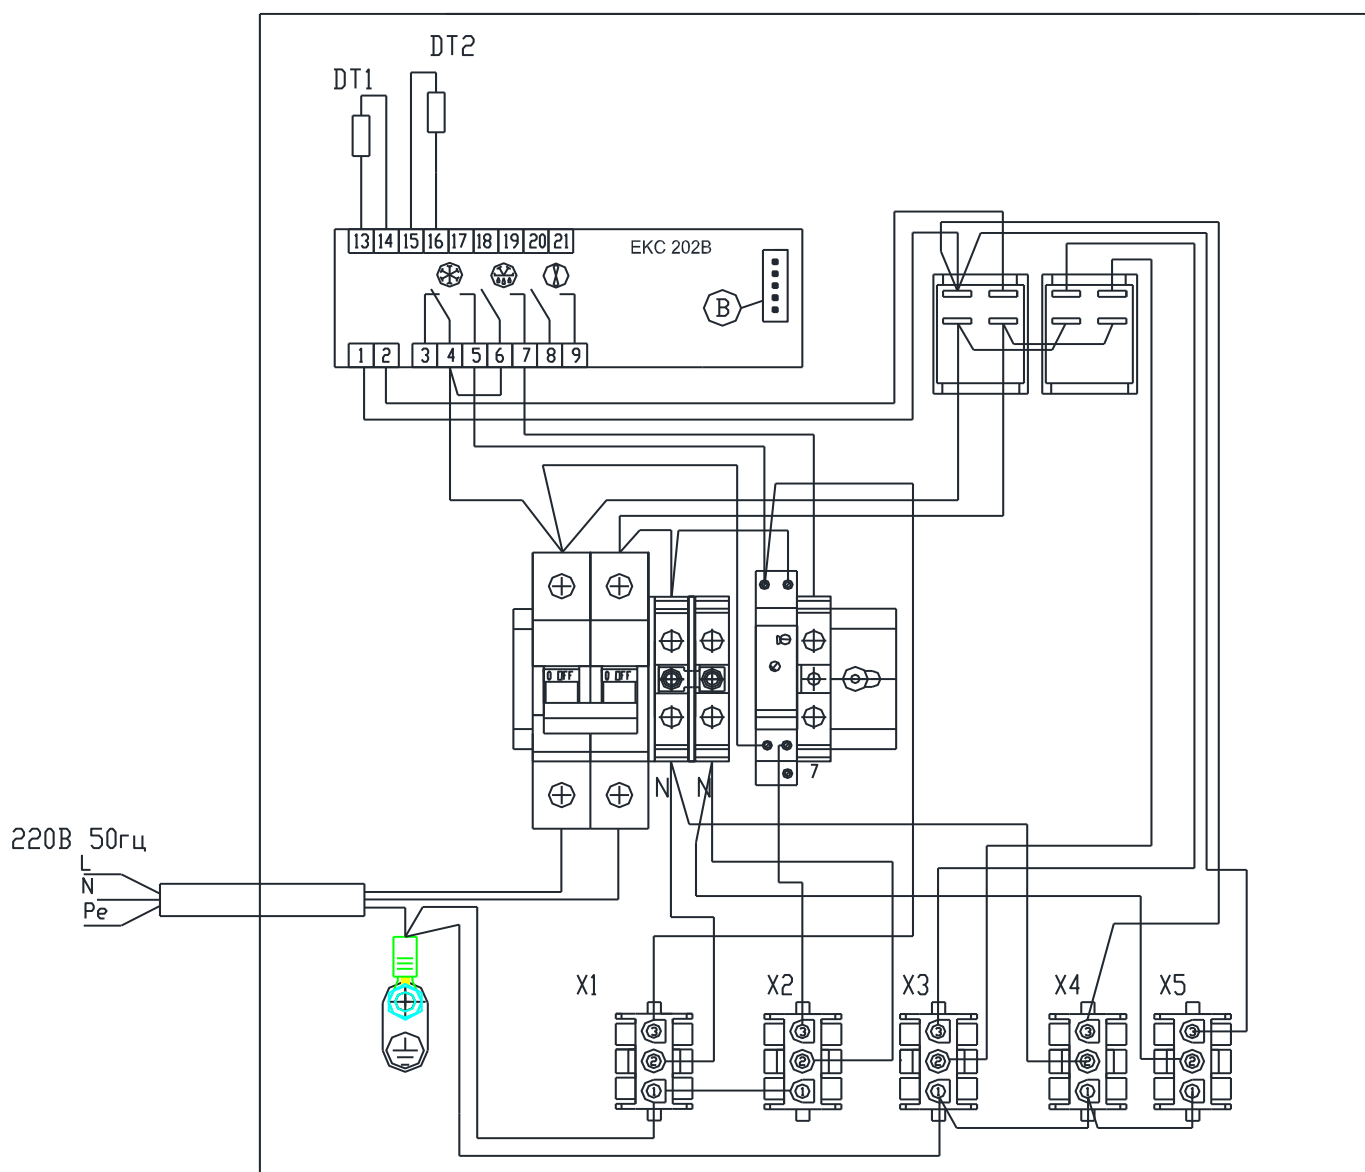 DT2
DT1
13 14 15 16 17 18 19 20 21
EKC 202B
B
1 2 3 4 5 6 7 8 9
0 OFF 0 OFF
N N 7
220В 50гц
L
N
Pe
X1 X2 X3 X4 X5
3 3 3 3 3
2 2 2 2 2
1 1 1 1 1